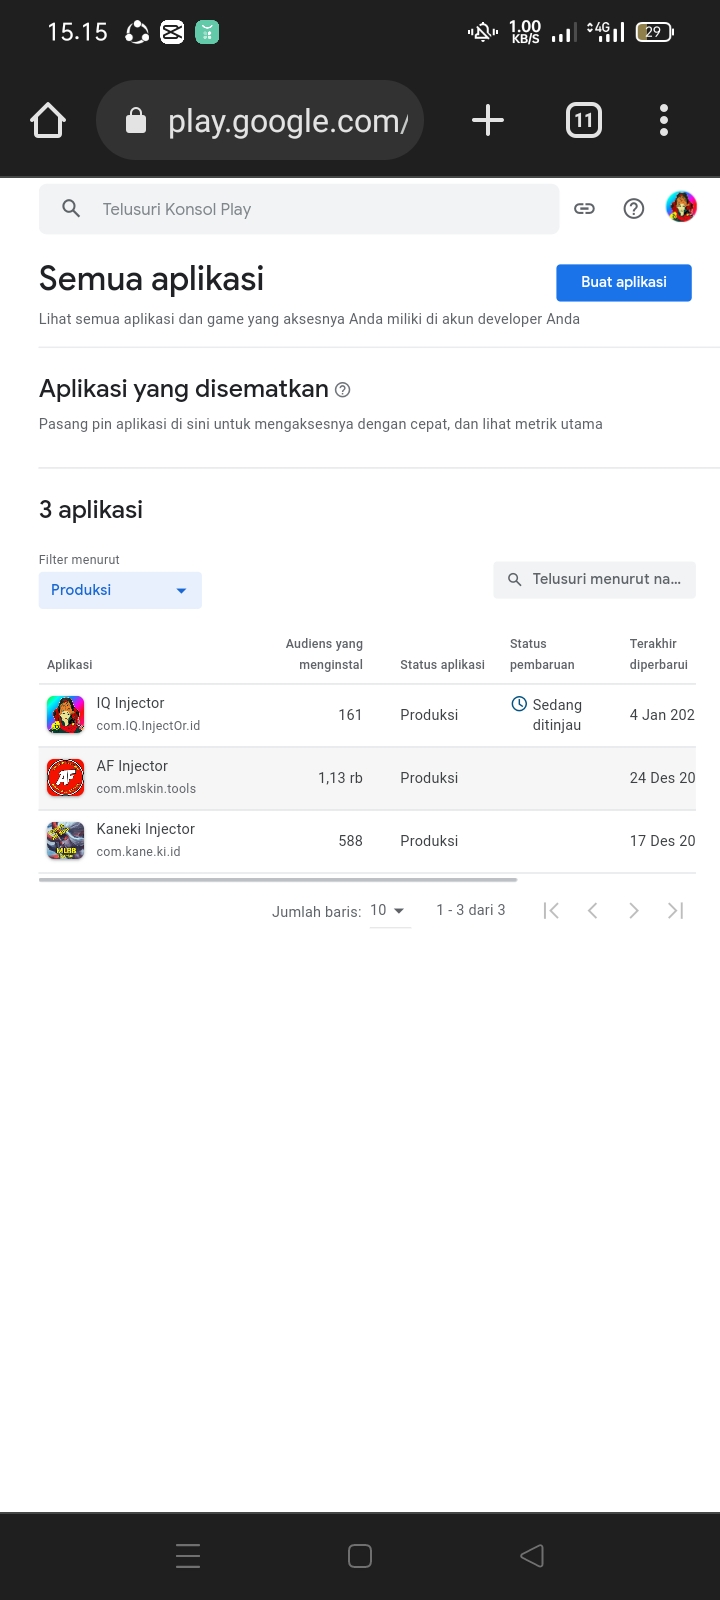 15.15
1.00
KB/S
4G
29
play.google.com/
11
Telusuri Konsol Play
Semua aplikasi
Buat aplikasi
Lihat semua aplikasi dan game yang aksesnya Anda miliki di akun developer Anda
Aplikasi yang disematkan
Pasang pin aplikasi di sini untuk mengaksesnya dengan cepat, dan lihat metrik utama
3 aplikasi
Filter menurut
Produksi
Telusuri menurut na...
Aplikasi
Audiens yang
menginstal
Status aplikasi
Status
pembaruan
Terakhir
diperbarui
IQ Injector
com.IQ.InjectOr.id
161
Produksi
Sedang
ditinjau
4 Jan 202
AF
AF Injector
com.mlskin.tools
1,13 rb
Produksi
24 Des 20
MLBB
Kaneki Injector
com.kane.ki.id
588
Produksi
17 Des 20
Jumlah baris: 10
1 - 3 dari 3